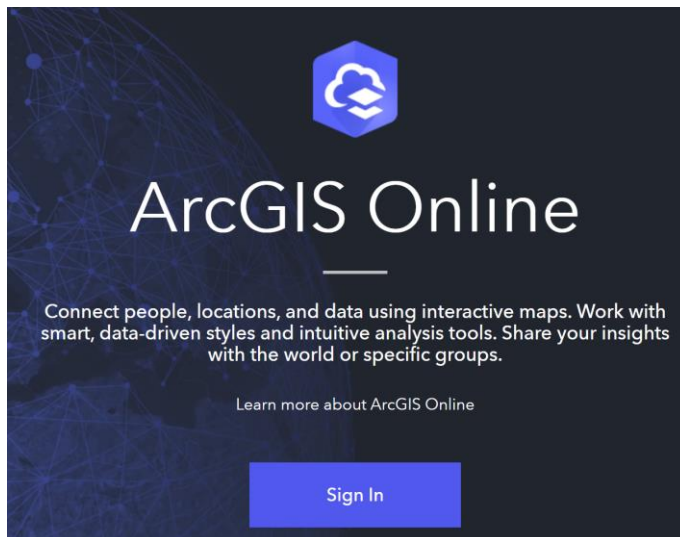 ArcGIS Online
Connect people, locations, and data using interactive maps. Work with
smart, data-driven styles and intuitive analysis tools. Share your insights
with the world or specific groups.
Learn more about ArcGIS Online
Sign In